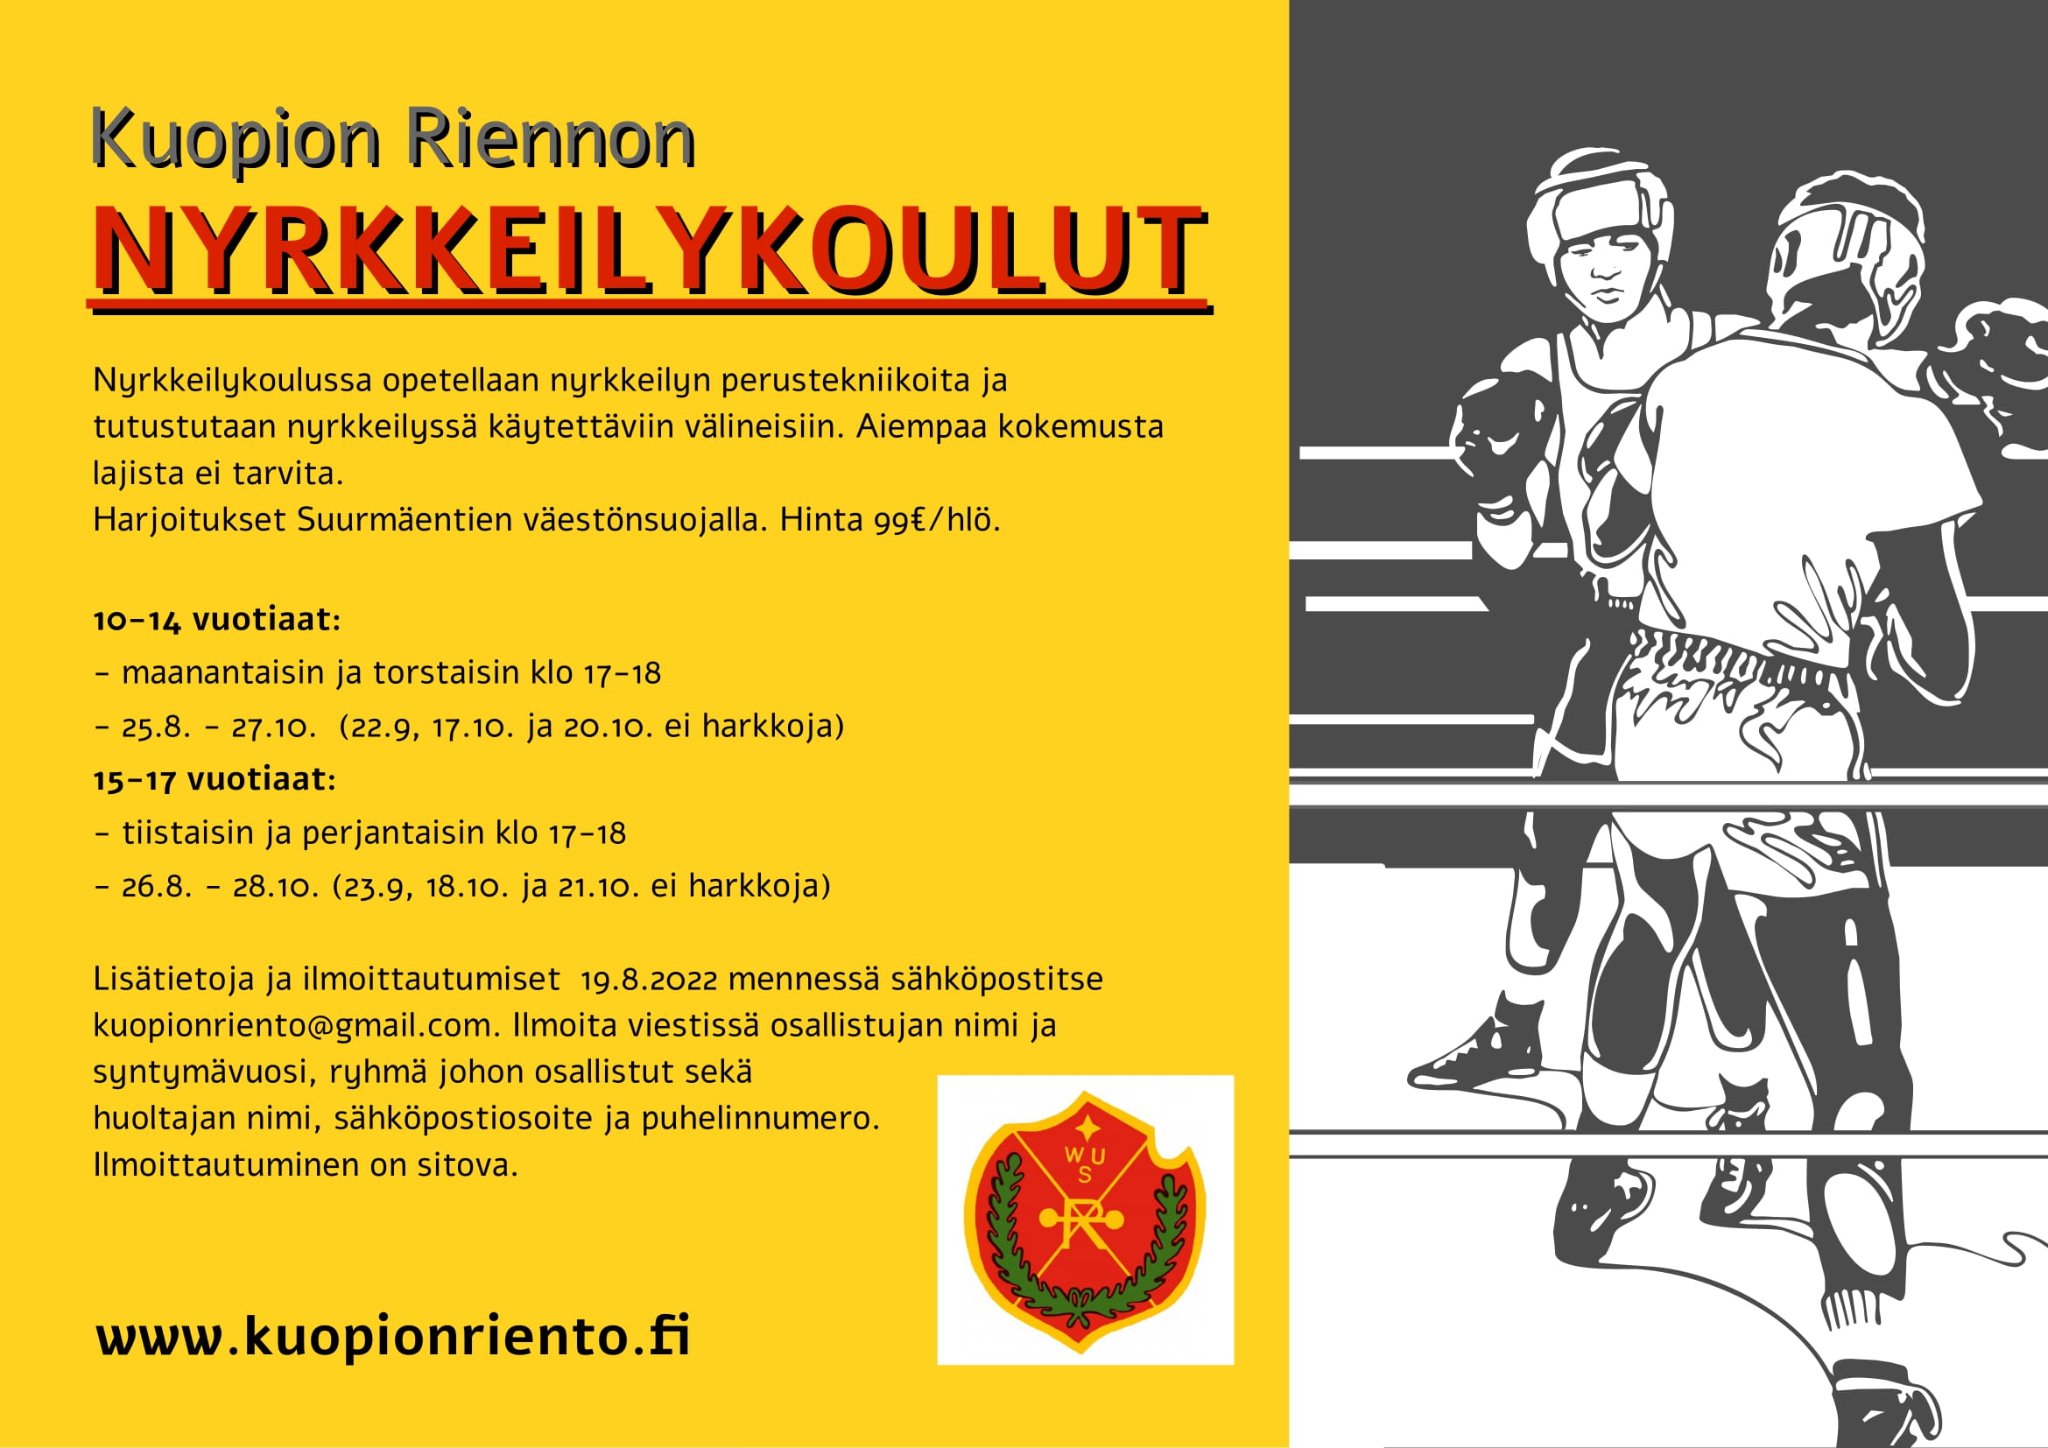 Kuopion Riennon
NYRKKEILYKOULUT
Nyrkkeilykoulussa opetellaan nyrkkeilyn perustekniikoita ja
tutustutaan nyrkkeilyssä käytettäviin välineisiin. Aiempaa kokemusta
lajista ei tarvita.
Harjoitukset Suurmäentien väestönsuojalla. Hinta 99€/hlö.
10-14 vuotiaat:
- maanantaisin ja torstaisin klo 17-18
- 25.8. - 27.10. (22.9, 17.10. ja 20.10. ei harkkoja)
15-17 vuotiaat:
- tiistaisin ja perjantaisin klo 17-18
- 26.8. - 28.10. (23.9, 18.10. ja 21.10. ei harkkoja)
Lisätietoja ja ilmoittautumiset 19.8.2022 mennessä sähköpostitse
kuopionriento@gmail.com. Ilmoita viestissä osallistujan nimi ja
syntymävuosi, ryhmä johon osallistut sekä
huoltajan nimi, sähköpostiosoite ja puhelinnumero.
Ilmoittautuminen on sitova.
W U
S
R
www.kuopionriento.fi